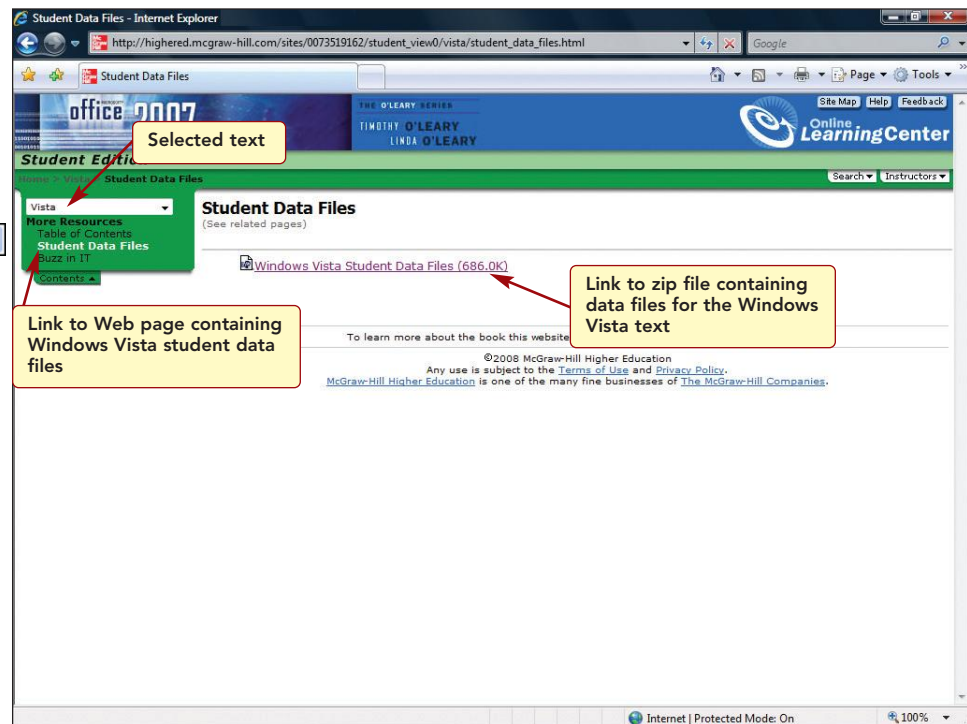 Student Data Files - Internet Explorer
http://highered.mcgraw-hill.com/sites/0073519162/student_view0/vista/student_data_files.html
Google
Student Data Files
Page
Tools
office 2007
THE O'LEARY SERIES
TIMOTHY O'LEARY
LINDA O'LEARY
Site Map
Help
Feedback
Online
LearningCenter
Selected text
Student Edition
Home > Vista > Student Data Files
Search
Instructors
Vista
More Resources
Table of Contents
Student Data Files
Buzz in IT
Contents
Student Data Files
(See related pages)
Windows Vista Student Data Files (686.0K)
Link to zip file containing
data files for the Windows
Vista text
Link to Web page containing
Windows Vista student data
files
To learn more about the book this website
©2008 McGraw-Hill Higher Education
Any use is subject to the Terms of Use and Privacy Policy.
McGraw-Hill Higher Education is one of the many fine businesses of The McGraw-Hill Companies.
Internet | Protected Mode: On
100%